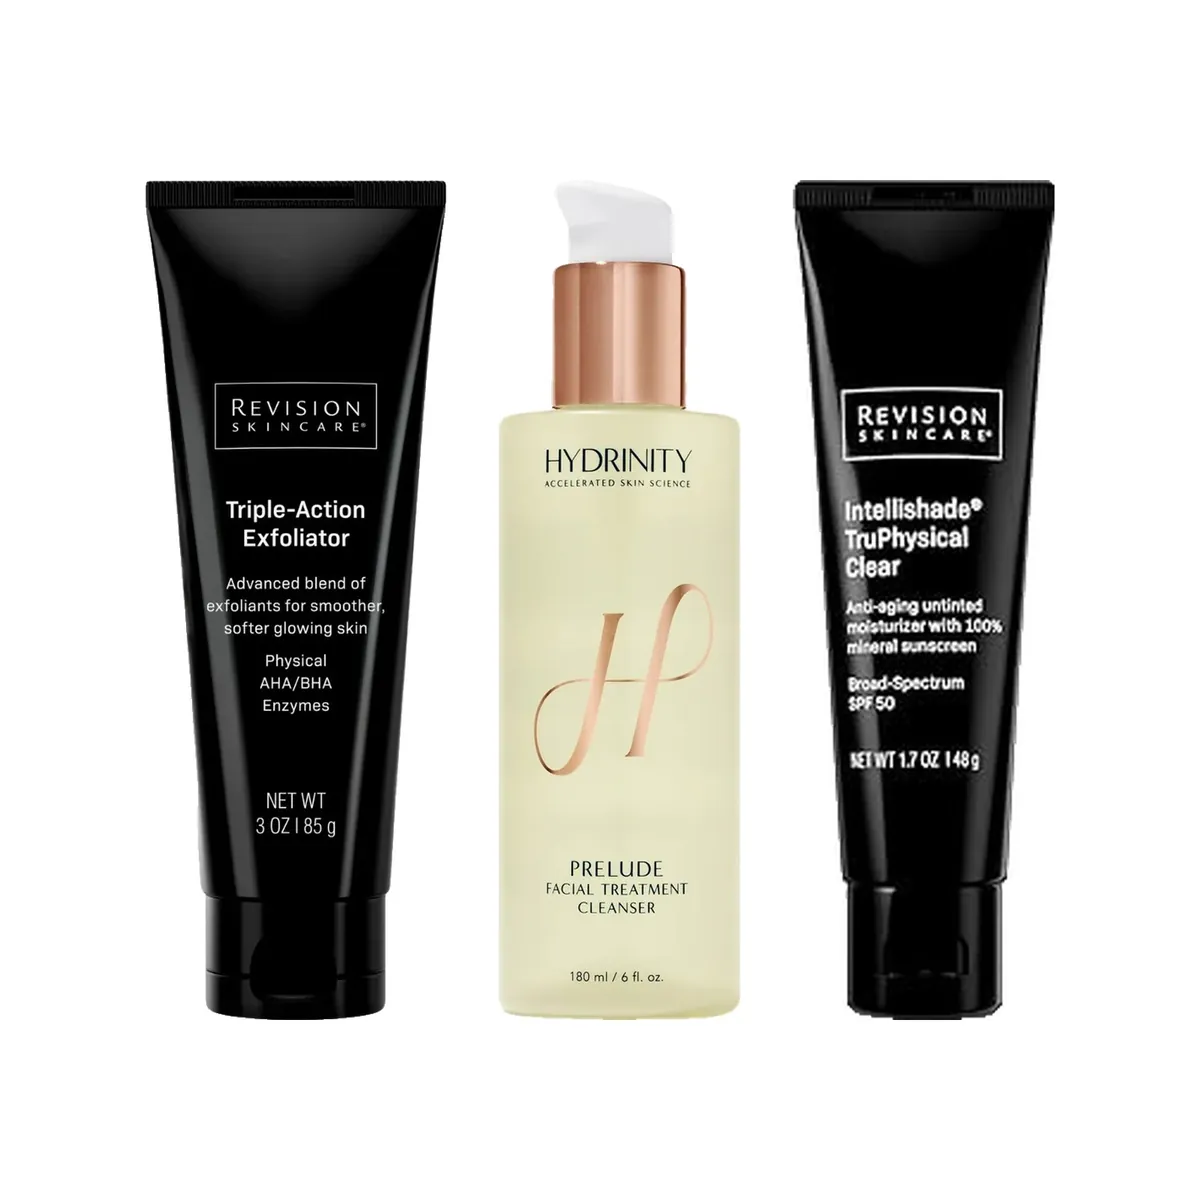 REVISION
SKINCARE®
Triple-Action
Exfoliator
Advanced blend of
exfoliants for smoother,
softer glowing skin
Physical
AHA/BHA
Enzymes
NET WT
3 OZ | 85 g
HYDRINITY
ACCELERATED SKIN SCIENCE
H
PRELUDE
FACIAL TREATMENT
CLEANSER
180 ml / 6 fl. oz.
REVISION
SKINCARE®
Intellishade®
TruPhysical
Clear
Anti-aging untinted
moisturizer with 100%
mineral sunscreen
Broad-Spectrum
SPF 50
NET WT 1.7 OZ | 48 g